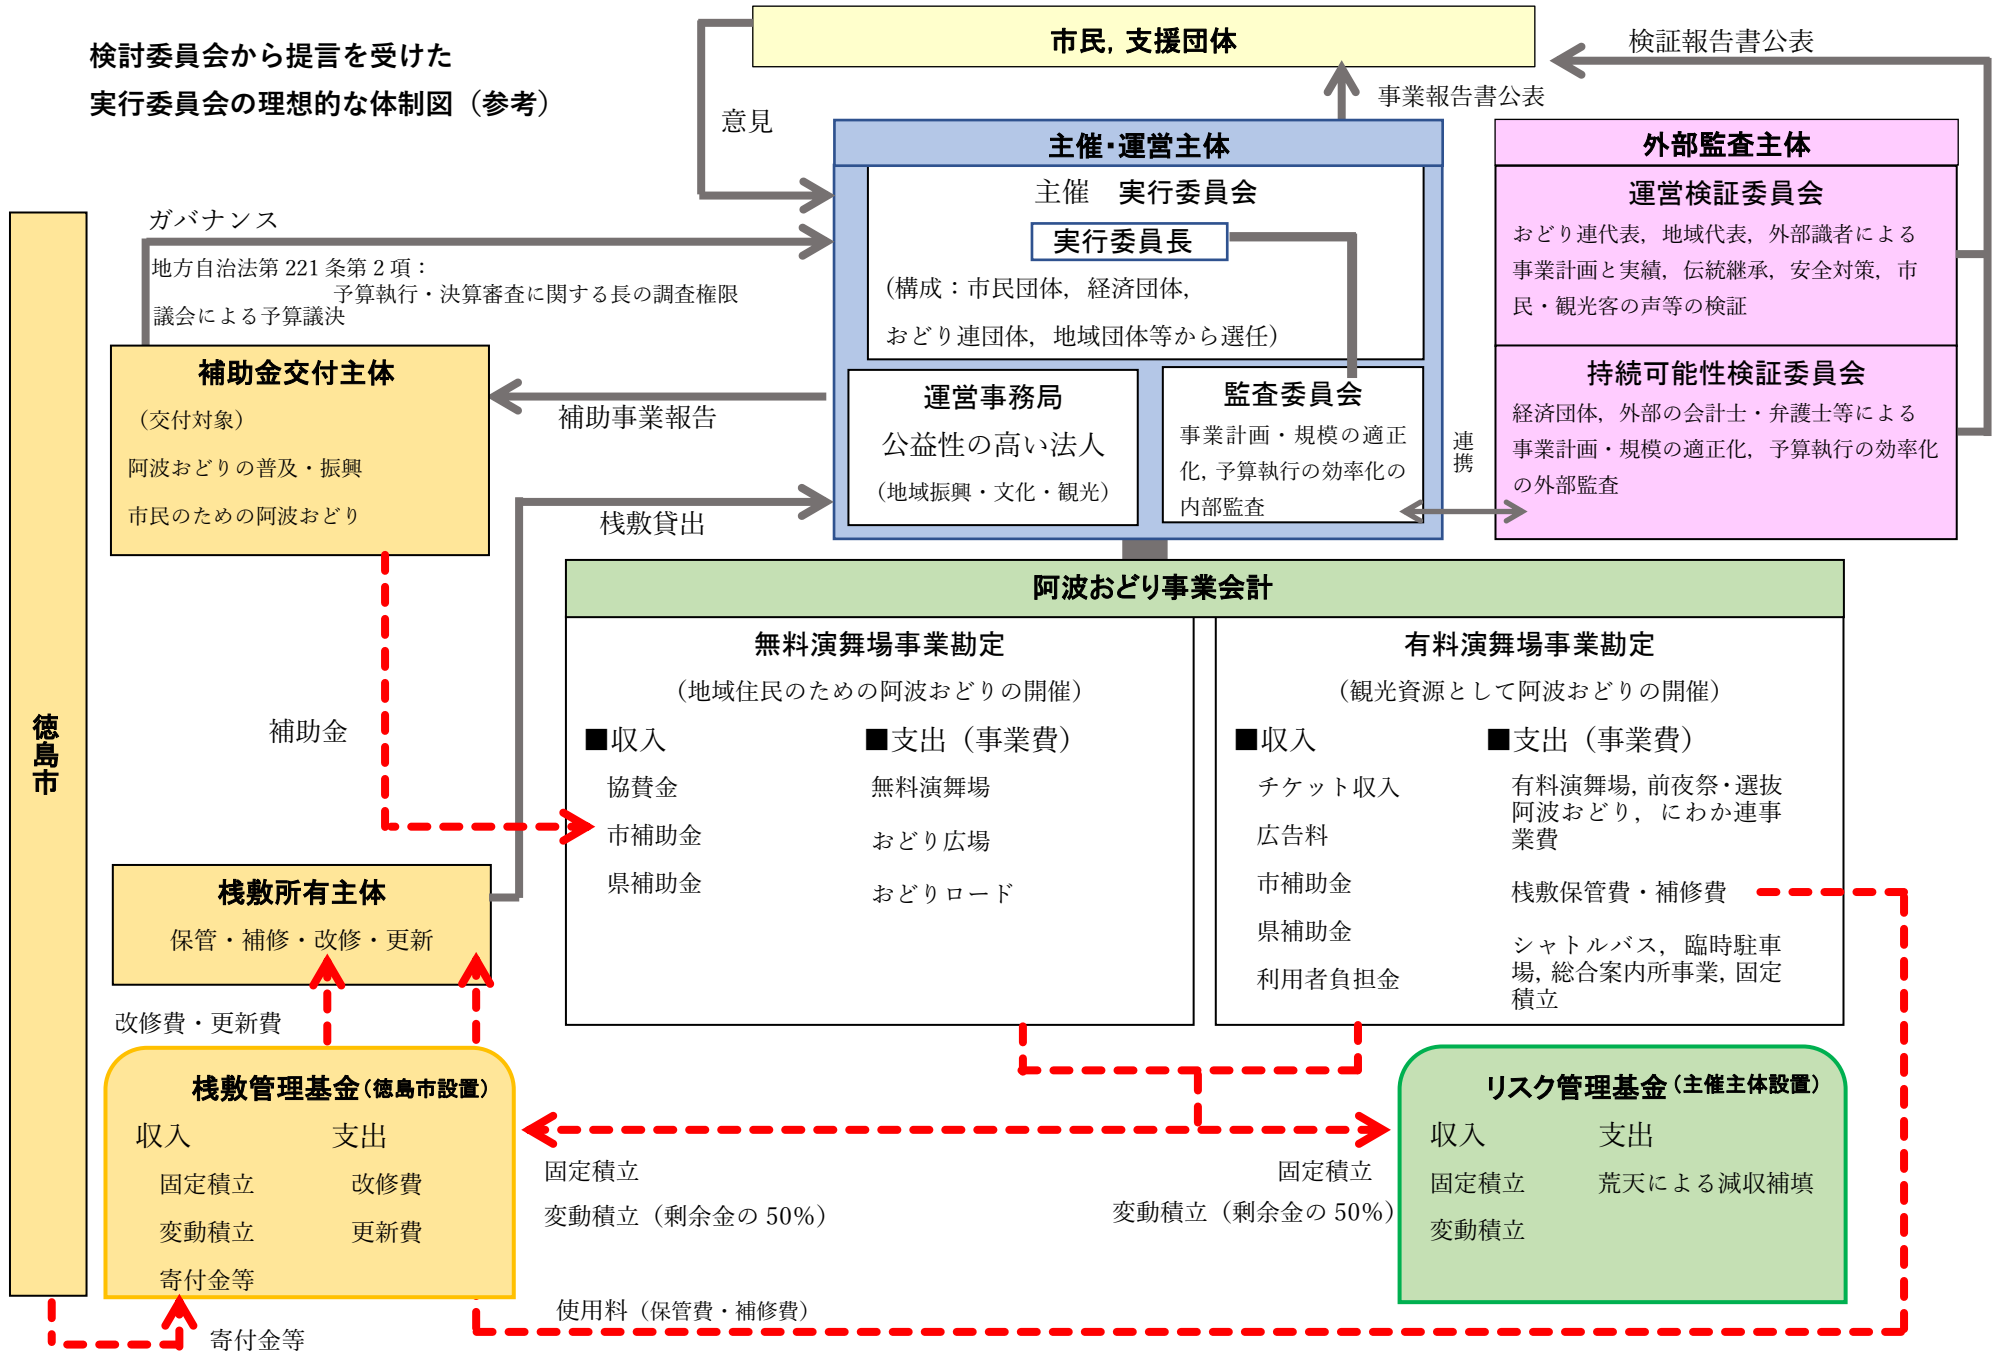 検討委員会から提言を受けた
実行委員会の理想的な体制図（参考）
市民，支援団体
検証報告書公表
事業報告書公表
意見
主催・運営主体
主催　実行委員会
実行委員長
（構成：市民団体，経済団体，
おどり連団体，地域団体等から選任）
運営事務局
公益性の高い法人
（地域振興・文化・観光）
監査委員会
事業計画・規模の適正
化，予算執行の効率化の
内部監査
連携
外部監査主体
運営検証委員会
おどり連代表，地域代表，外部識者による
事業計画と実績，伝統継承，安全対策，市
民・観光客の声等の検証
持続可能性検証委員会
経済団体，外部の会計士・弁護士等による
事業計画・規模の適正化，予算執行の効率化
の外部監査
徳島市
ガバナンス
地方自治法第 221 条第 2 項：
予算執行・決算審査に関する長の調査権限
議会による予算議決
補助金交付主体
（交付対象）
阿波おどりの普及・振興
市民のための阿波おどり
補助事業報告
桟敷貸出
補助金
桟敷所有主体
保管・補修・改修・更新
改修費・更新費
阿波おどり事業会計
無料演舞場事業勘定
（地域住民のための阿波おどりの開催）
■収入
協賛金
市補助金
県補助金
■支出（事業費）
無料演舞場
おどり広場
おどりロード
有料演舞場事業勘定
（観光資源として阿波おどりの開催）
■収入
チケット収入
広告料
市補助金
県補助金
利用者負担金
■支出（事業費）
有料演舞場，前夜祭・選抜
阿波おどり，にわか連事
業費
桟敷保管費・補修費
シャトルバス，臨時駐車
場，総合案内所事業，固定
積立
桟敷管理基金（徳島市設置）
収入
固定積立
変動積立
寄付金等
支出
改修費
更新費
固定積立
変動積立（剰余金の 50％）
固定積立
変動積立（剰余金の 50％）
リスク管理基金（主催主体設置）
収入
固定積立
変動積立
支出
荒天による減収補填
使用料（保管費・補修費）
寄付金等